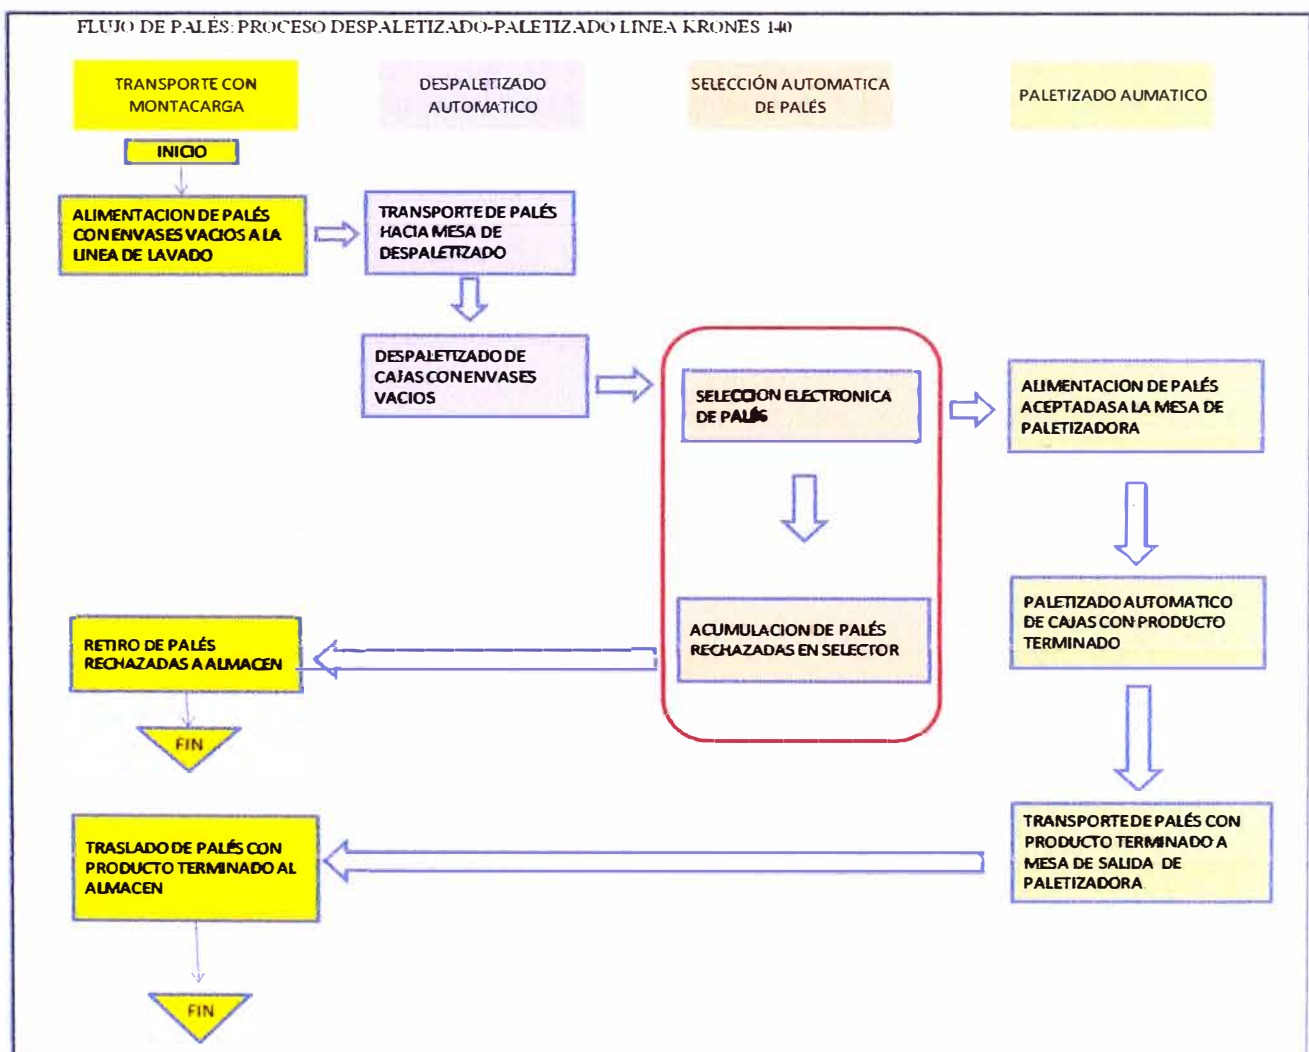 FLUJO DE PALÉS: PROCESO DESPALETIZADO-PALETIZADO LINEA KRONES 140
TRANSPORTE CON
MONTACARGA
DESPALETIZADO
AUTOMATICO
SELECCIÓN AUTOMATICA
DE PALÉS
PALETIZADO AUMATICO
INICIO
ALIMENTACION DE PALÉS
CON ENVASES VACIOS A LA
LINEA DE LAVADO
TRANSPORTE DE PALÉS
HACIA MESA DE
DESPALETIZADO
DESPALETIZADO DE
CAJAS CON ENVASES
VACIOS
SELECCION ELECTRONICA
DE PALÉS
ALIMENTACION DE PALÉS
ACEPTADAS A LA MESA DE
PALETIZADORA
ACUMULACION DE PALÉS
RECHAZADAS EN SELECTOR
PALETIZADO AUTOMATICO
DE CAJAS CON PRODUCTO
TERMINADO
RETIRO DE PALÉS
RECHAZADAS A ALMACEN
FIN
TRASLADO DE PALÉS CON
PRODUCTO TERMINADO AL
ALMACEN
TRANSPORTE DE PALÉS CON
PRODUCTO TERMINADO A
MESA DE SALIDA DE
PALETIZADORA
FIN